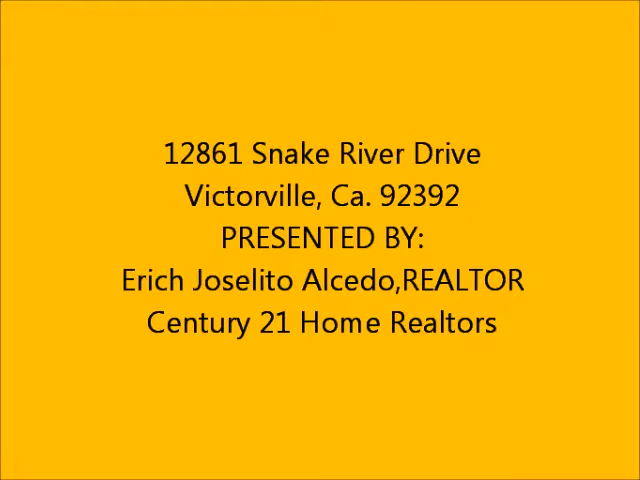 12861 Snake River Drive
Victorville, Ca. 92392
PRESENTED BY:
Erich Joselito Alcedo,REALTOR
Century 21 Home Realtors